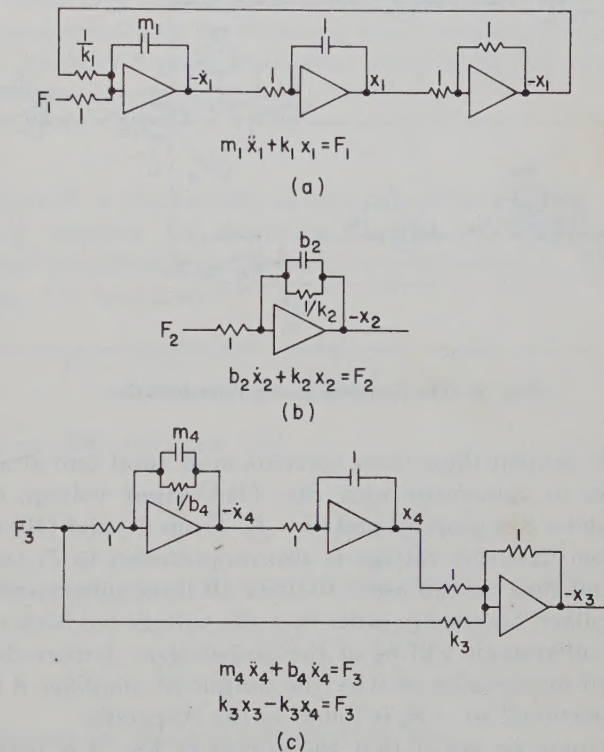 1/k₁
m₁
1
1
F₁
1
-ẋ₁
1
x₁
1
-x₁
m₁ẍ₁ + k₁x₁ = F₁
(a)
b₂
1/k₂
F₂
1
-x₂
b₂ẋ₂ + k₂x₂ = F₂
(b)
m₄
1/b₄
1
F₃
1
-ẋ₄
1
x₄
1
1
k₃
-x₃
m₄ẍ₄ + b₄ẋ₄ = F₃
k₃x₃ - k₃x₄ = F₃
(c)